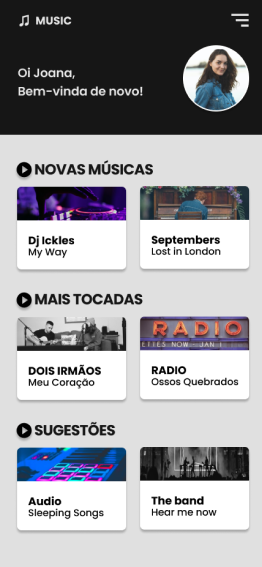 MUSIC
Oi Joana,
Bem-vinda de novo!
NOVAS MÚSICAS
Dj Ickles
My Way
Septembers
Lost in London
MAIS TOCADAS
DOIS IRMÃOS
Meu Coração
RADIO
ETTES NOW JAN
RADIO
Ossos Quebrados
SUGESTÕES
Audio
Sleeping Songs
The band
Hear me now